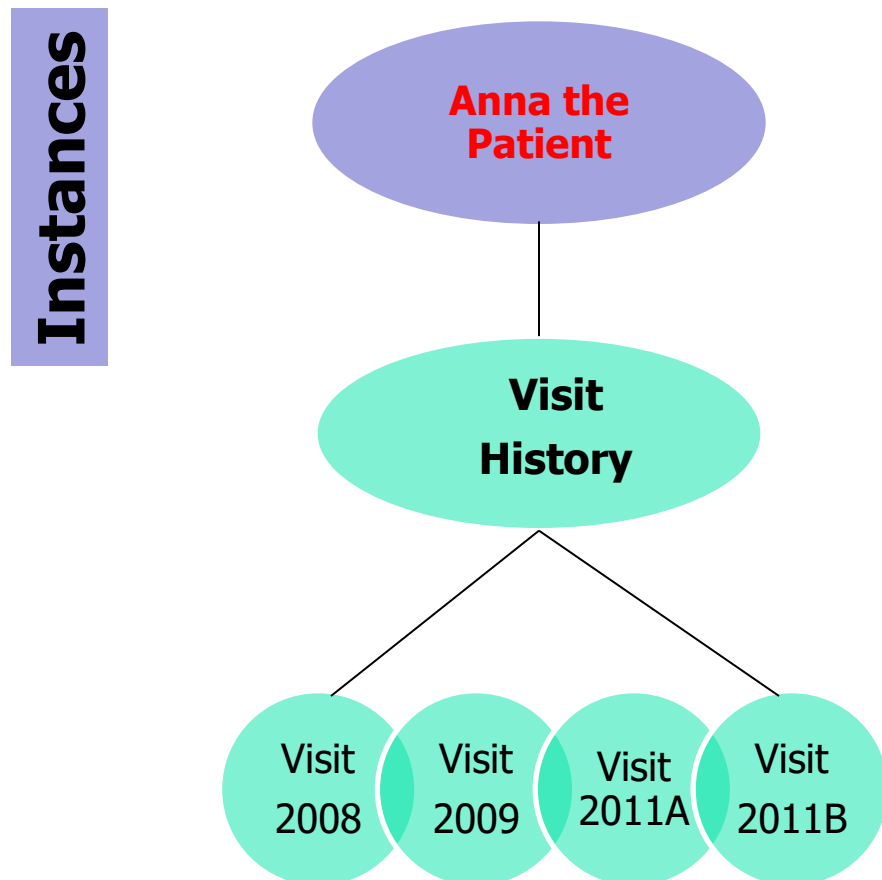 Instances
Anna the
Patient
Visit
History
Visit
2008
Visit
2009
Visit
2011A
Visit
2011B